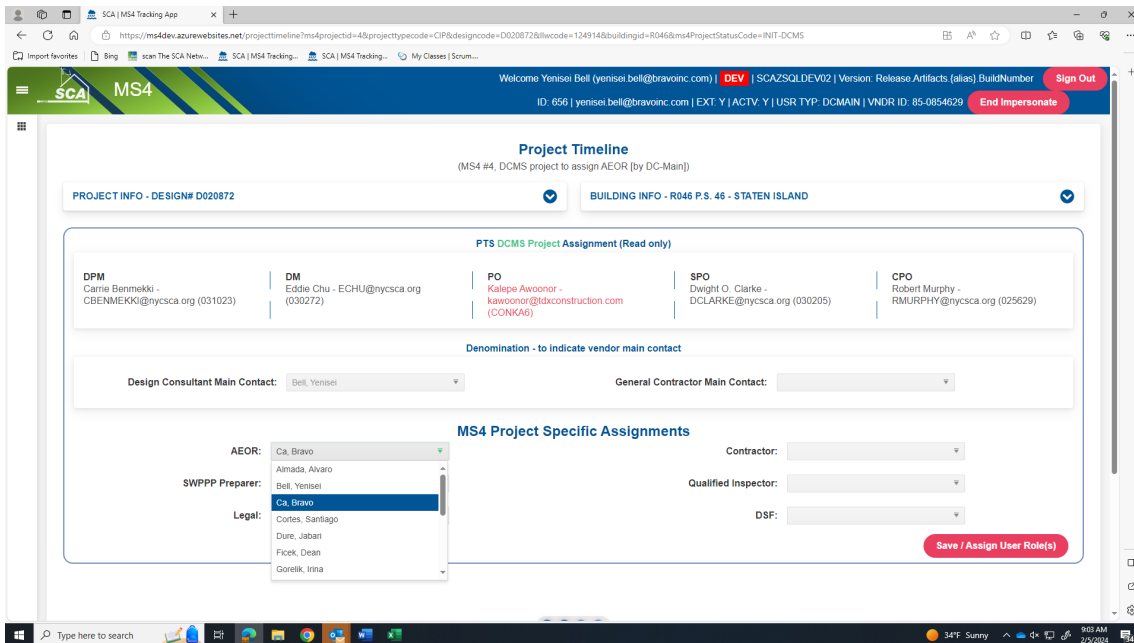 SCA | MS4 Tracking App
https://ms4dev.azurewebsites.net/projecttimeline?ms4projectid=4&projecttypecode=CIP&designcode=D020872&llwcode=124914&buildingid=R046&ms4ProjectStatusCode=INIT-DCMS
Import favorites
Bing
scan The SCA Netw...
SCA | MS4 Tracking...
SCA | MS4 Tracking...
My Classes | Scrum....
SCA
MS4
Welcome Yenisei Bell (yenisei.bell@bravoinc.com) | DEV | SCAZSQLDEV02 | Version: Release.Artifacts.{alias}.BuildNumber
Sign Out
ID: 656 | yenisei.bell@bravoinc.com | EXT: Y | ACTV: Y | USR TYP: DCMAIN | VNDR ID: 85-0854629
End Impersonate
Project Timeline
(MS4 #4, DCMS project to assign AEOR [by DC-Main])
PROJECT INFO - DESIGN# D020872
BUILDING INFO - R046 P.S. 46 - STATEN ISLAND
PTS DCMS Project Assignment (Read only)
DPM
Carrie Benmekki -
CBENMEKKI@nycsca.org (031023)
DM
Eddie Chu - ECHU@nycsca.org
(030272)
PO
Kalepe Awoonor -
kawoonor@tdxconstruction.com
(CONKA6)
SPO
Dwight O. Clarke -
DCLARKE@nycsca.org (030205)
CPO
Robert Murphy -
RMURPHY@nycsca.org (025629)
Denomination - to indicate vendor main contact
Design Consultant Main Contact:
Bell, Yenisei
General Contractor Main Contact:
MS4 Project Specific Assignments
AEOR:
Ca, Bravo
Contractor:
Almada, Alvaro
SWPPP Preparer:
Bell, Yenisei
Qualified Inspector:
Ca, Bravo
Legal:
Cortes, Santiago
DSF:
Dure, Jabari
Ficek, Dean
Gorelik, Irina
Save / Assign User Role(s)
Type here to search
34°F Sunny
9:03 AM
2/5/2024